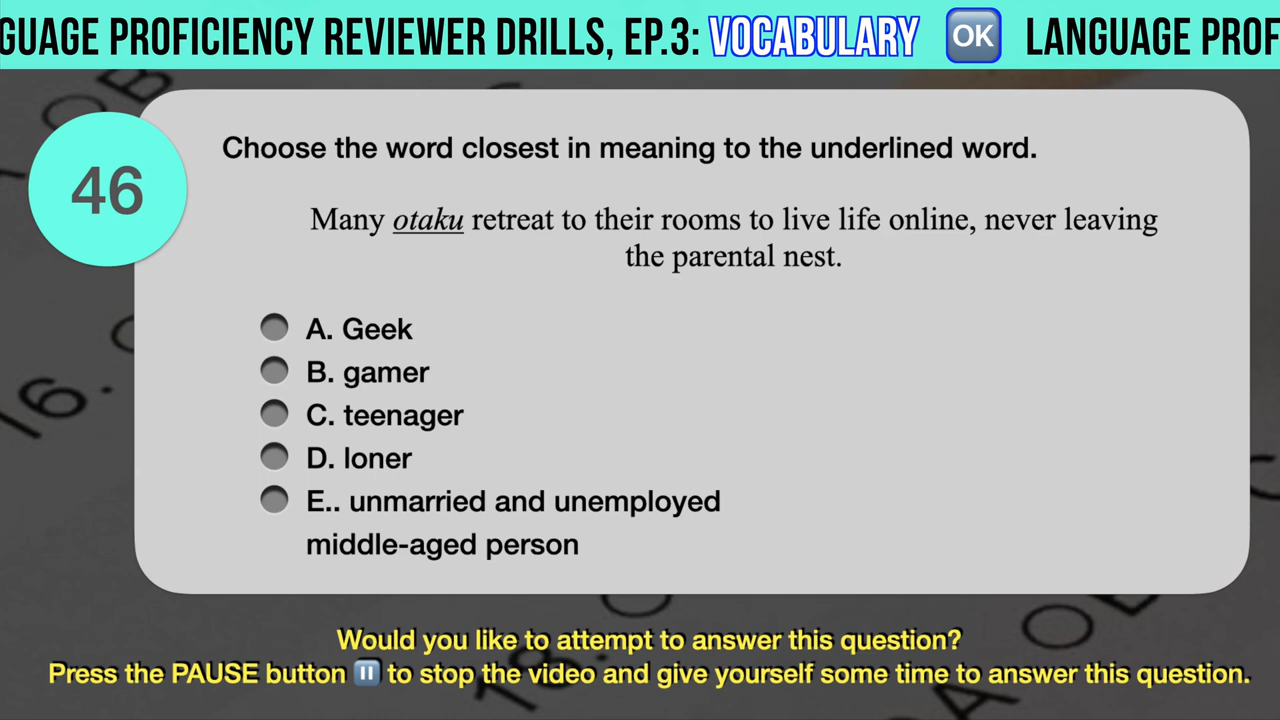 GUAGE PROFICIENCY REVIEWER DRILLS, EP.3: VOCABULARY OK LANGUAGE PROF
46
Choose the word closest in meaning to the underlined word.
Many otaku retreat to their rooms to live life online, never leaving
the parental nest.
A. Geek
B. gamer
C. teenager
D. loner
E.. unmarried and unemployed
middle-aged person
Would you like to attempt to answer this question?
Press the PAUSE button ⏸ to stop the video and give yourself some time to answer this question.
16.
18.